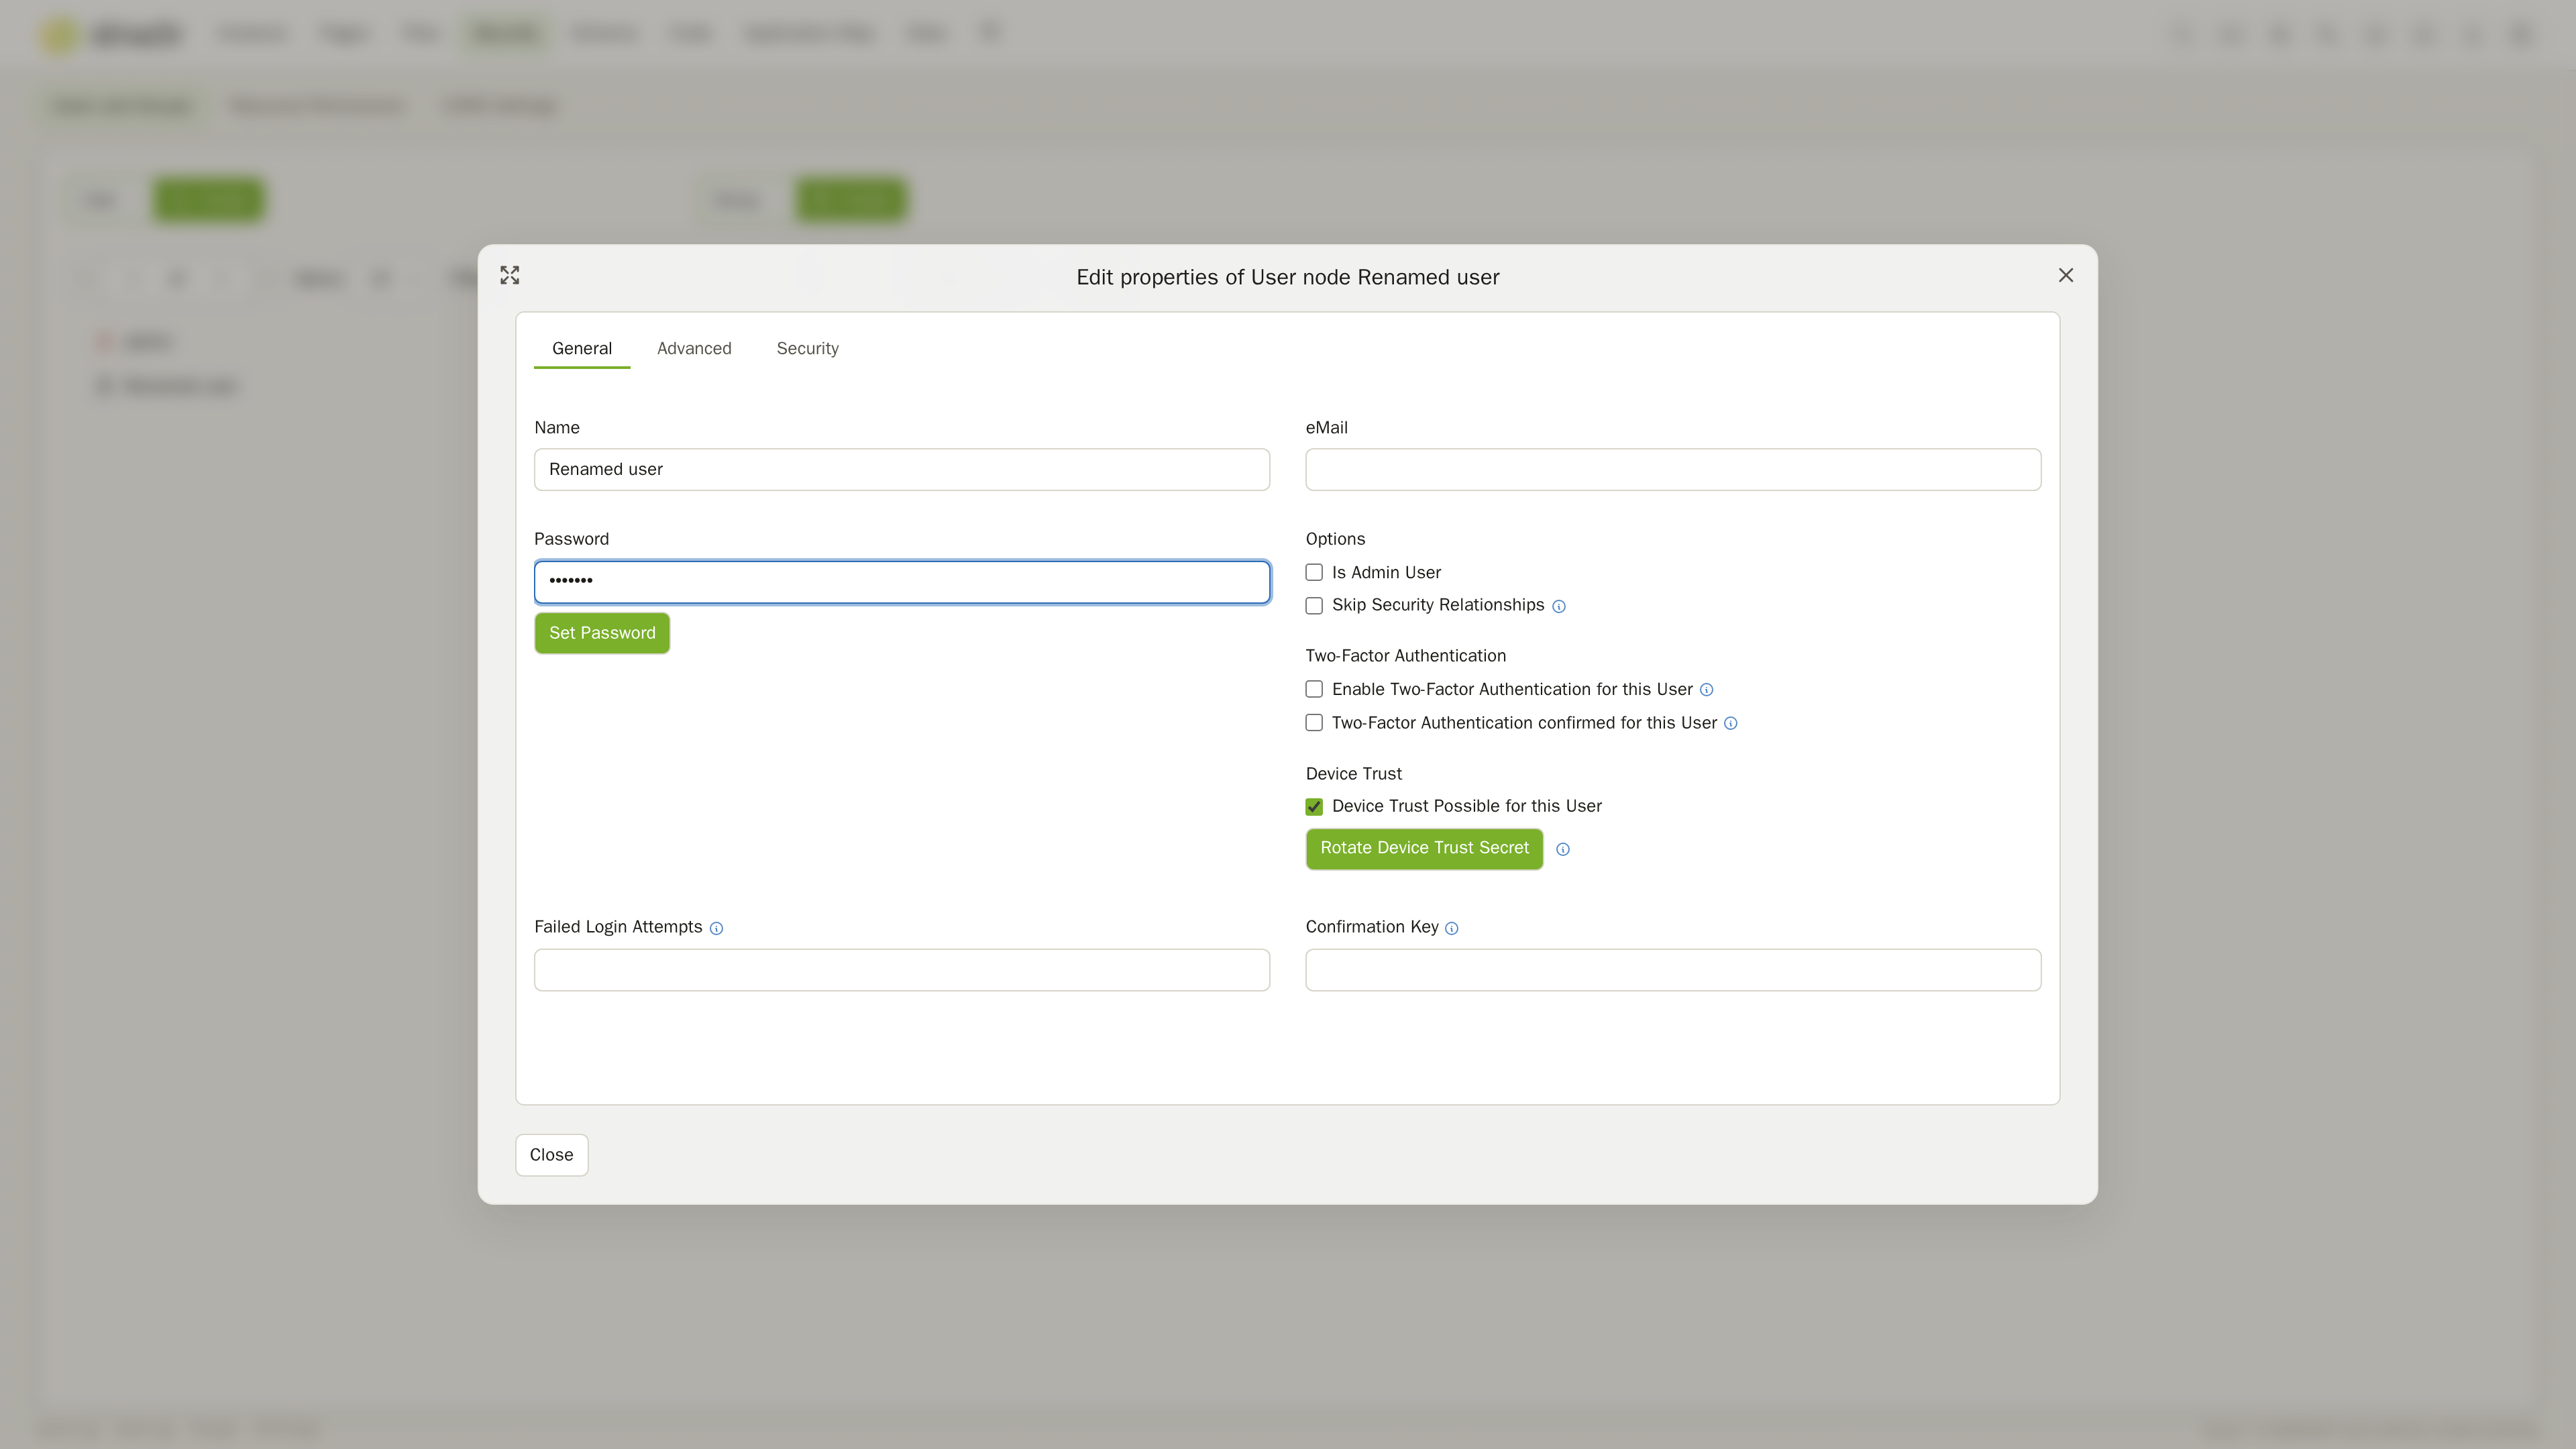 Edit properties of User node Renamed user
General Advanced Security
Name
Renamed user
eMail
Password
•••••••
Set Password
Options
Is Admin User
Skip Security Relationships
Two-Factor Authentication
Enable Two-Factor Authentication for this User
Two-Factor Authentication confirmed for this User
Device Trust
Device Trust Possible for this User
Rotate Device Trust Secret
Failed Login Attempts
Confirmation Key
Close